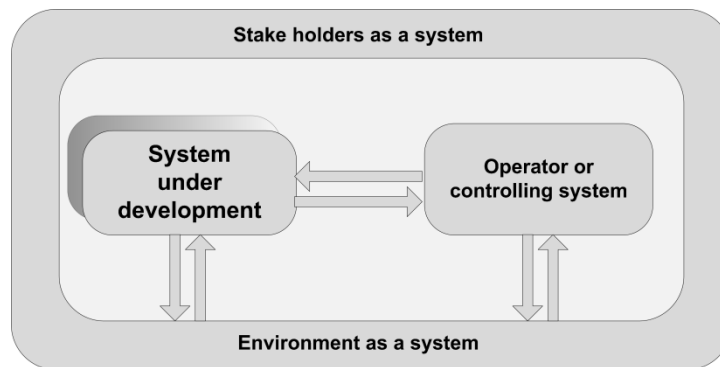 Stake holders as a system
System
under
development
Operator or
controlling system
Environment as a system